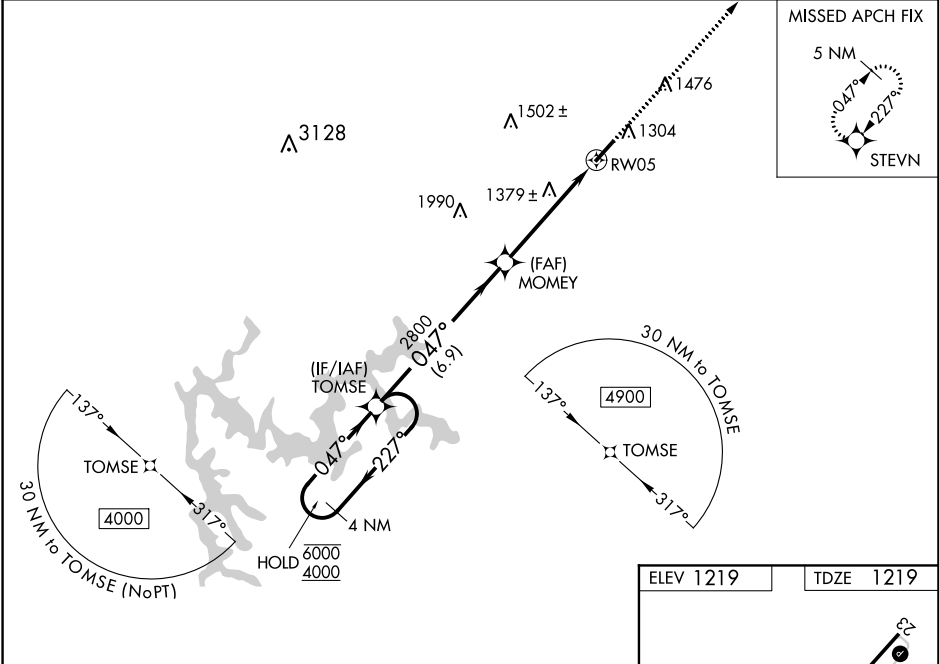 MISSED APCH FIX
5 NM
047°
227°
STEVN
1476
1502 ±
1304
3128
RW05
1379 ±
1990
(FAF)
MOMEY
2800
047°
(6.9)
(IF/IAF)
TOMSE
047°
227°
4 NM
HOLD
6000
4000
137°
TOMSE
317°
4000
30 NM to TOMSE (NoPT)
30 NM to TOMSE
137°
4900
TOMSE
317°
ELEV 1219
TDZE 1219
23
P